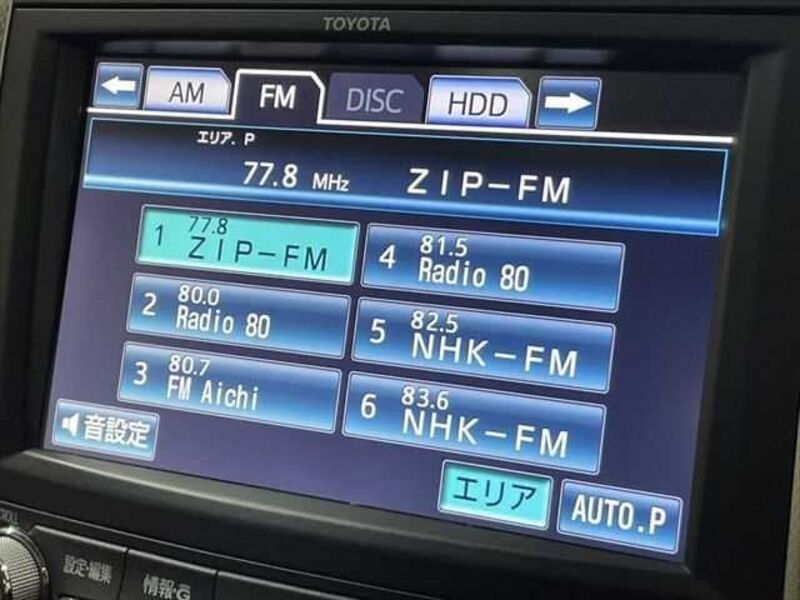 TOYOTA
AM FM DISC HDD
エリア. P
77.8 MHz ZIP-FM
1 77.8 ZIP-FM
2 80.0 Radio 80
3 80.7 FM Aichi
4 81.5 Radio 80
5 82.5 NHK-FM
6 83.6 NHK-FM
音設定
エリア
AUTO.P
設定・編集
情報・G